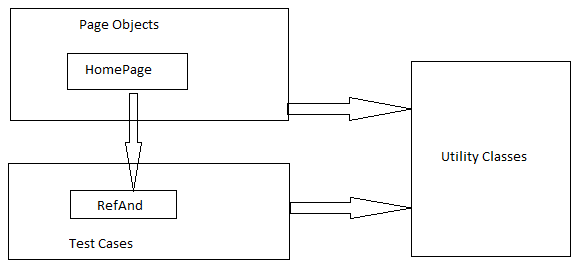 Page Objects
HomePage
Utility Classes
RefAnd
Test Cases